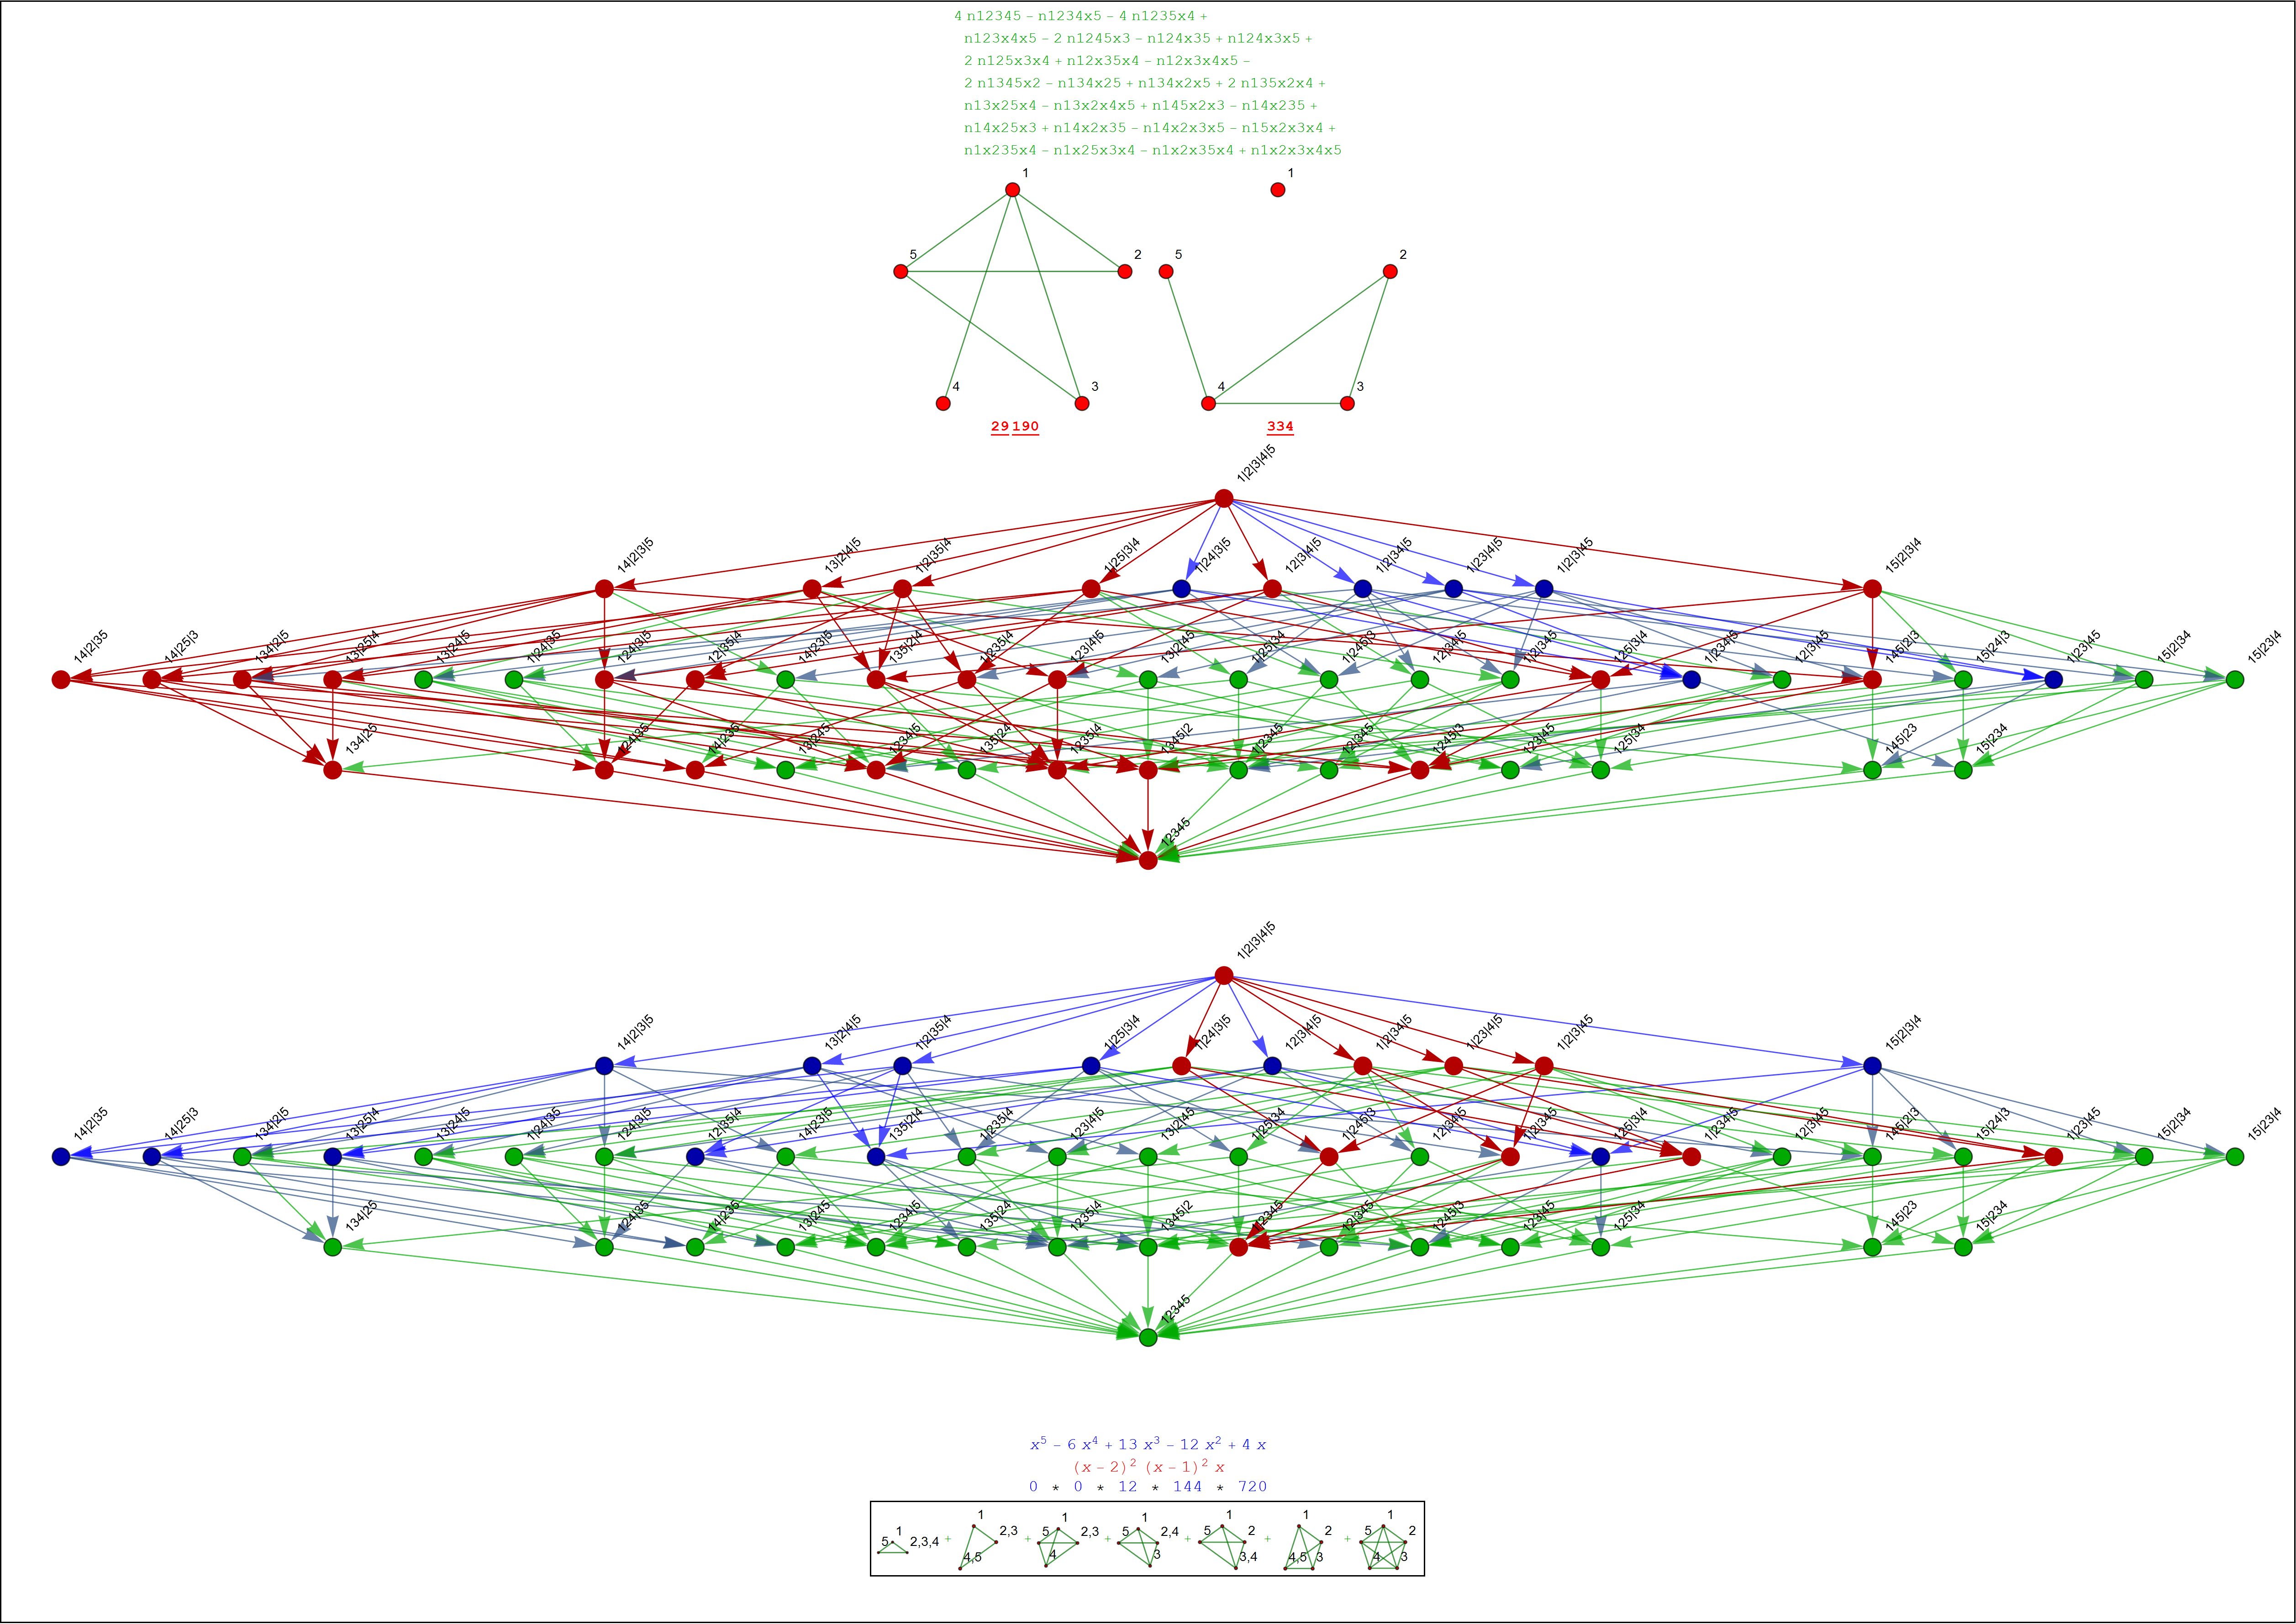 4 n12345 − n1234x5 − 4 n1235x4 +
n123x4x5 − 2 n1245x3 − n124x35 + n124x3x5 +
2 n125x3x4 + n12x35x4 − n12x3x4x5 −
2 n1345x2 − n134x25 + n134x2x5 + 2 n135x2x4 +
n13x25x4 − n13x2x4x5 + n145x2x3 − n14x235 +
n14x25x3 + n14x2x35 − n14x2x3x5 − n15x2x3x4 +
n1x235x4 − n1x25x3x4 − n1x2x35x4 + n1x2x3x4x5
1 1
5 2 5 2
4 3 4 3
29 190 334
1|2|3|4|5
14|2|3|5 13|2|4|5 1|2|35|4 1|25|3|4 1|24|3|5 12|3|4|5 1|2|34|5 1|23|4|5 1|2|3|45 15|2|3|4
14|2|35 14|25|3 134|2|5 13|25|4 13|24|5 1|24|35 124|3|5 12|35|4 14|23|5 135|2|4 1|235|4 123|4|5 13|2|45 1|25|34 1|245|3 12|34|5 1|2|345 125|3|4 1|234|5 12|3|45 145|2|3 15|24|3 1|23|45 15|2|34 15|23|4
134|25 124|35 14|235 13|245 1234|5 135|24 1235|4 1345|2 1|2345 12|345 1245|3 123|45 125|34 145|23 15|234
12345
1|2|3|4|5
14|2|3|5 13|2|4|5 1|2|35|4 1|25|3|4 1|24|3|5 12|3|4|5 1|2|34|5 1|23|4|5 1|2|3|45 15|2|3|4
14|2|35 14|25|3 134|2|5 13|25|4 13|24|5 1|24|35 124|3|5 12|35|4 14|23|5 135|2|4 1|235|4 123|4|5 13|2|45 1|25|34 1|245|3 12|34|5 1|2|345 125|3|4 1|234|5 12|3|45 145|2|3 15|24|3 1|23|45 15|2|34 15|23|4
134|25 124|35 14|235 13|245 1234|5 135|24 1235|4 1345|2 1|2345 12|345 1245|3 123|45 125|34 145|23 15|234
12345
x⁵ − 6 x⁴ + 13 x³ − 12 x² + 4 x
(x − 2)² (x − 1)² x
0 * 0 * 12 * 144 * 720
5 1 2,3,4 + 1 2,3 4,5 + 5 1 2,3 4 + 5 1 2,4 3 + 5 1 2 3,4 + 1 2 4,5 3 + 5 1 2 4 3